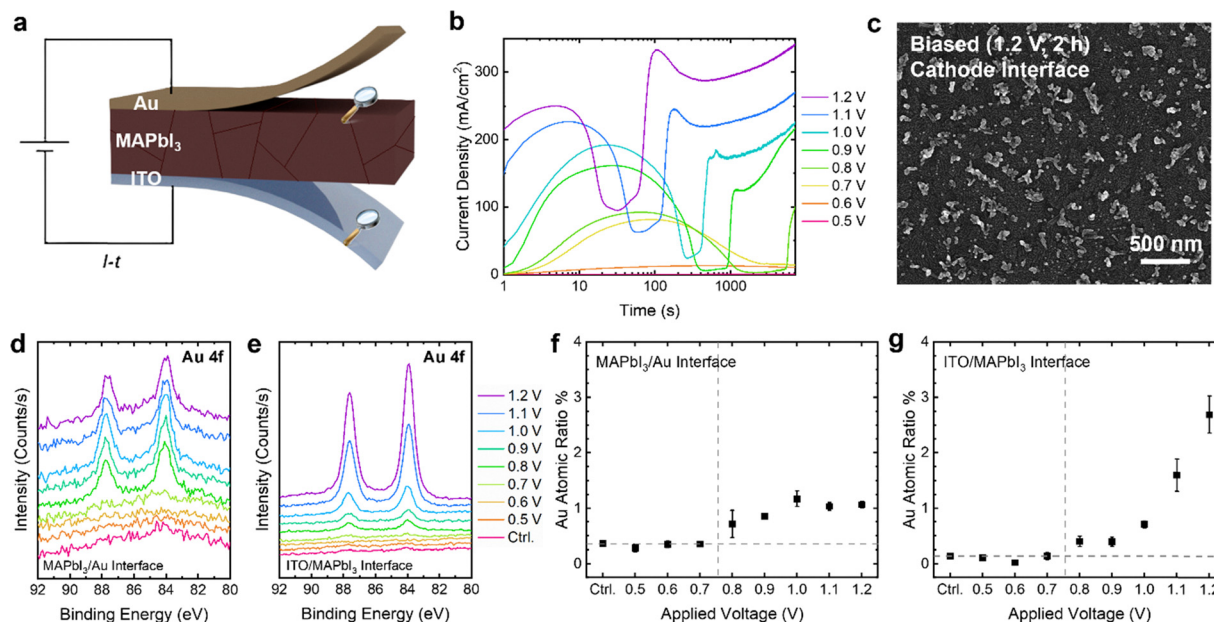 a
Au
MAPbI₃
ITO
I-t
b
Current Density (mA/cm²)
300
200
100
0
1
10
100
1000
Time (s)
1.2 V
1.1 V
1.0 V
0.9 V
0.8 V
0.7 V
0.6 V
0.5 V
c
Biased (1.2 V, 2 h)
Cathode Interface
500 nm
d
Au 4f
Intensity (Counts/s)
MAPbI₃/Au Interface
92 90 88 86 84 82 80
Binding Energy (eV)
e
Au 4f
Intensity (Counts/s)
ITO/MAPbI₃ Interface
92 90 88 86 84 82 80
Binding Energy (eV)
1.2 V
1.1 V
1.0 V
0.9 V
0.8 V
0.7 V
0.6 V
0.5 V
Ctrl.
f
MAPbI₃/Au Interface
Au Atomic Ratio %
4
3
2
1
0
Ctrl. 0.5 0.6 0.7 0.8 0.9 1.0 1.1 1.2
Applied Voltage (V)
g
ITO/MAPbI₃ Interface
Au Atomic Ratio %
4
3
2
1
0
Ctrl. 0.5 0.6 0.7 0.8 0.9 1.0 1.1 1.2
Applied Voltage (V)